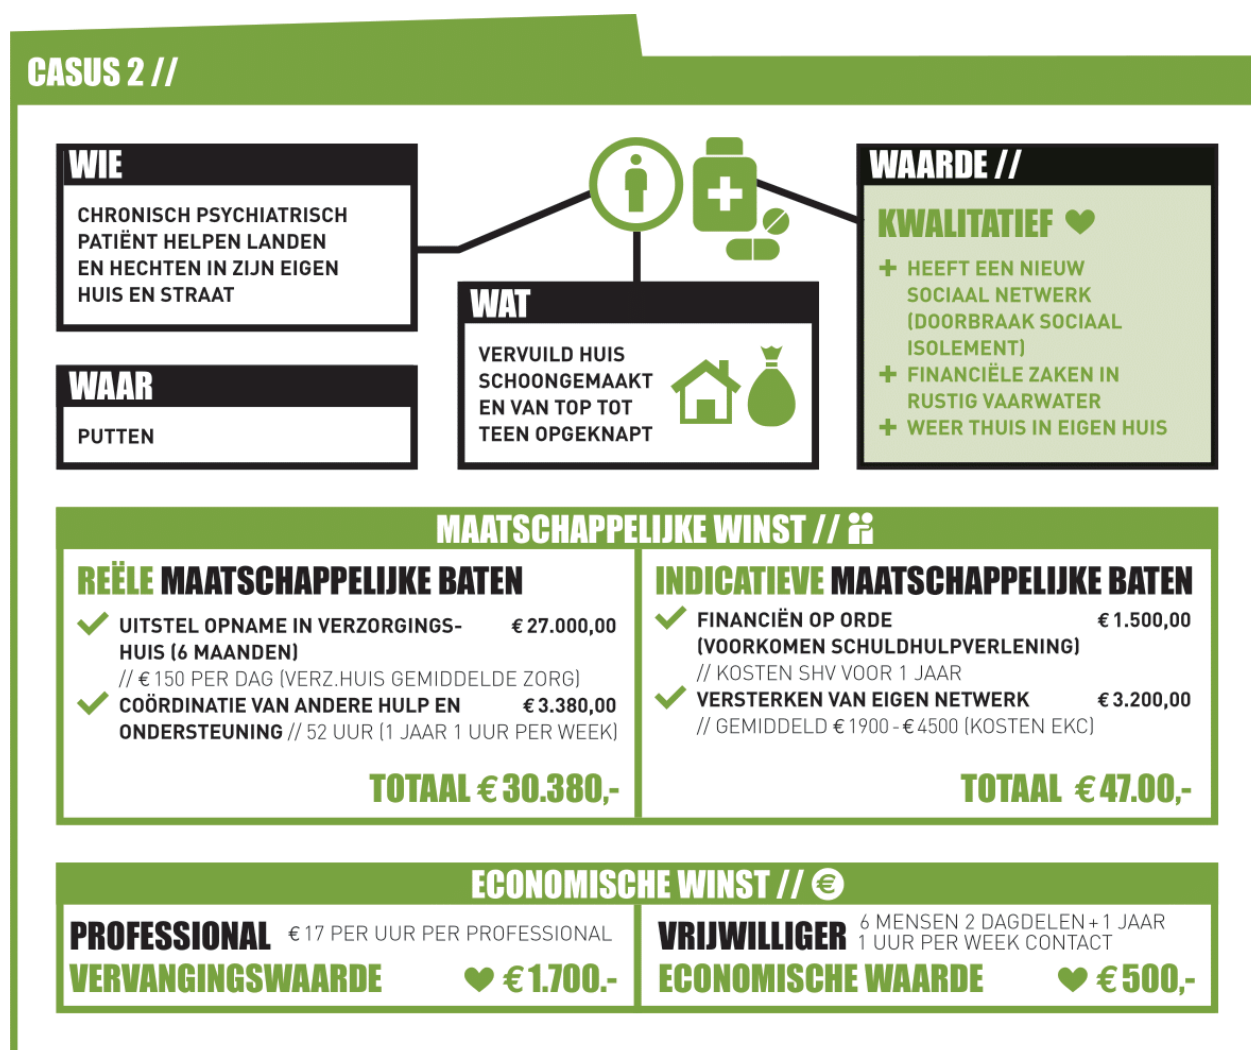 CASUS 2 //
WIE
CHRONISCH PSYCHIATRISCH
PATIËNT HELPEN LANDEN
EN HECHTEN IN ZIJN EIGEN
HUIS EN STRAAT
WAAR
PUTTEN
WAT
VERVUILD HUIS
SCHOONGEMAAKT
EN VAN TOP TOT
TEEN OPGEKNAPT
WAARDE //
KWALITATIEF
+ HEEFT EEN NIEUW
SOCIAAL NETWERK
(DOORBRAAK SOCIAAL
ISOLEMENT)
+ FINANCIËLE ZAKEN IN
RUSTIG VAARWATER
+ WEER THUIS IN EIGEN HUIS
MAATSCHAPPELIJKE WINST //
REËLE MAATSCHAPPELIJKE BATEN
UITSTEL OPNAME IN VERZORGINGS- € 27.000,00
HUIS (6 MAANDEN)
// € 150 PER DAG (VERZ.HUIS GEMIDDELDE ZORG)
COÖRDINATIE VAN ANDERE HULP EN € 3.380,00
ONDERSTEUNING // 52 UUR (1 JAAR 1 UUR PER WEEK)
TOTAAL € 30.380,-
INDICATIEVE MAATSCHAPPELIJKE BATEN
FINANCIËN OP ORDE € 1.500,00
(VOORKOMEN SCHULDHULPVERLENING)
// KOSTEN SHV VOOR 1 JAAR
VERSTERKEN VAN EIGEN NETWERK € 3.200,00
// GEMIDDELD € 1900 - € 4500 (KOSTEN EKC)
TOTAAL € 47.00,-
ECONOMISCHE WINST // €
PROFESSIONAL € 17 PER UUR PER PROFESSIONAL
VERVANGINGSWAARDE € 1.700.-
VRIJWILLIGER 6 MENSEN 2 DAGDELEN + 1 JAAR
1 UUR PER WEEK CONTACT
ECONOMISCHE WAARDE € 500,-